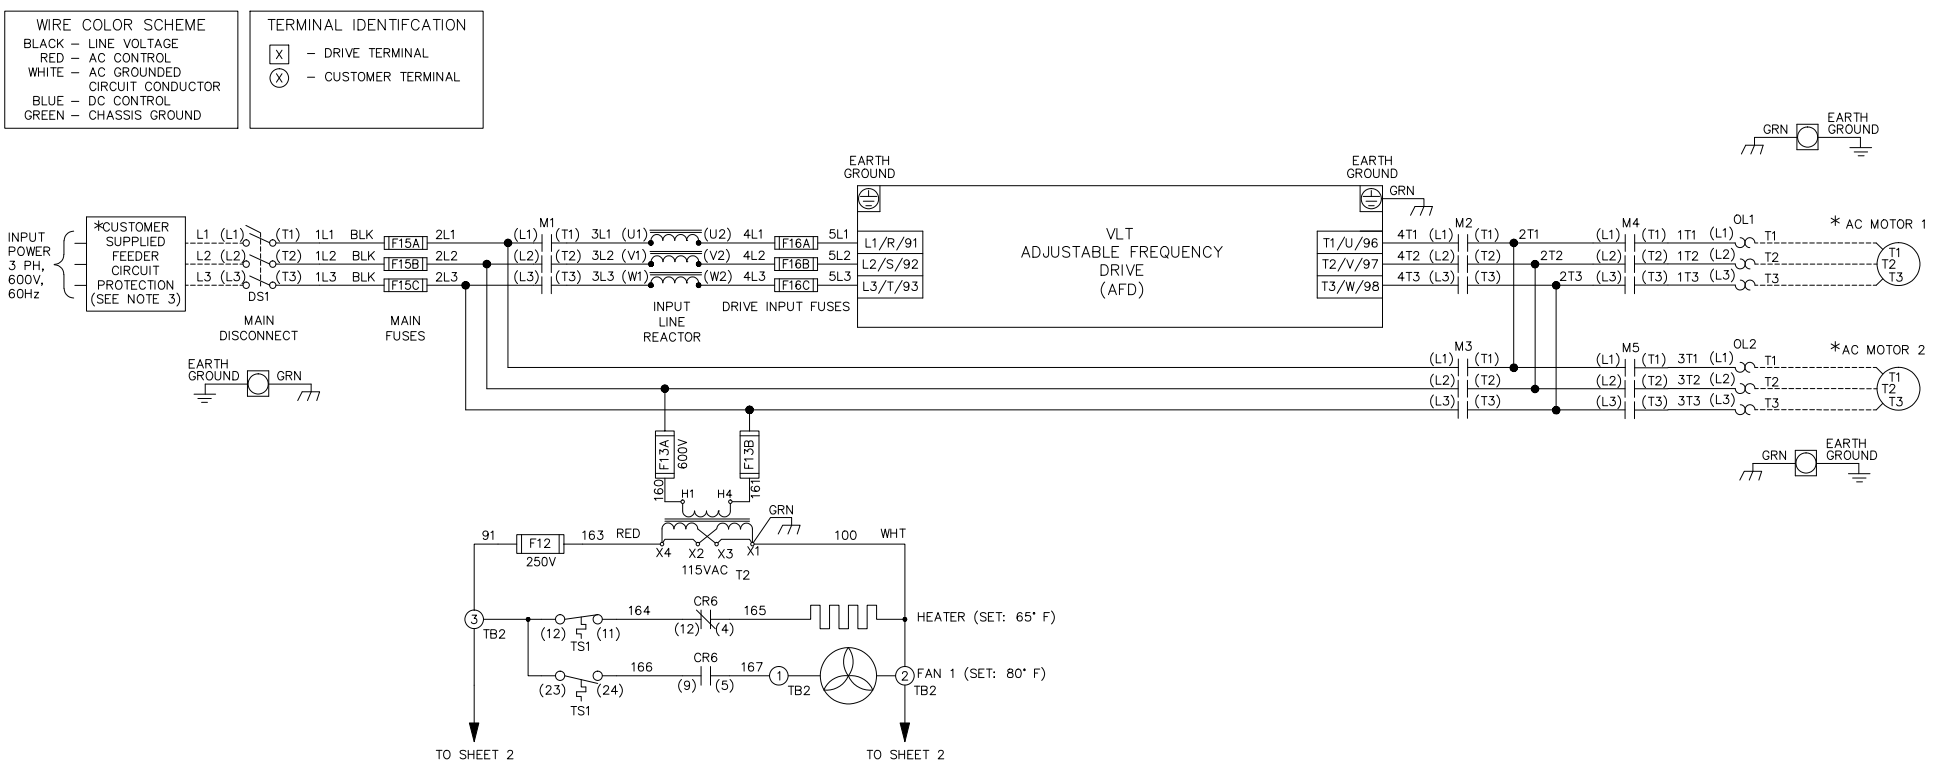 WIRE COLOR SCHEME
BLACK – LINE VOLTAGE
RED – AC CONTROL
WHITE – AC GROUNDED
CIRCUIT CONDUCTOR
BLUE – DC CONTROL
GREEN – CHASSIS GROUND
TERMINAL IDENTIFCATION
X – DRIVE TERMINAL
X – CUSTOMER TERMINAL
GRN
EARTH
GROUND
INPUT
POWER
3 PH,
600V,
60Hz
*CUSTOMER
SUPPLIED
FEEDER
CIRCUIT
PROTECTION
(SEE NOTE 3)
L1 (L1) (T1) 1L1 BLK F15A 2L1
L2 (L2) (T2) 1L2 BLK F15B 2L2
L3 (L3) (T3) 1L3 BLK F15C 2L3
DS1
MAIN
DISCONNECT
MAIN
FUSES
M1
(L1) (T1) 3L1 (U1) (U2) 4L1 F16A 5L1
(L2) (T2) 3L2 (V1) (V2) 4L2 F16B 5L2
(L3) (T3) 3L3 (W1) (W2) 4L3 F16C 5L3
INPUT
LINE
REACTOR
DRIVE INPUT FUSES
EARTH
GROUND
L1/R/91
L2/S/92
L3/T/93
VLT
ADJUSTABLE FREQUENCY
DRIVE
(AFD)
EARTH
GROUND
GRN
T1/U/96
T2/V/97
T3/W/98
M2
4T1 (L1) (T1) 2T1
4T2 (L2) (T2) 2T2
4T3 (L3) (T3) 2T3
M4
OL1
(L1) (T1) 1T1 (L1) T1
(L2) (T2) 1T2 (L2) T2
(L3) (T3) 1T3 (L3) T3
* AC MOTOR 1
T1
T2
T3
EARTH
GROUND
GRN
M3
(L1) (T1)
(L2) (T2)
(L3) (T3)
M5
OL2
(L1) (T1) 3T1 (L1) T1
(L2) (T2) 3T2 (L2) T2
(L3) (T3) 3T3 (L3) T3
*AC MOTOR 2
T1
T2
T3
GRN
EARTH
GROUND
F13A
600V
F13B
160
161
H1 H4
GRN
91 F12 163 RED
250V
X4 X2 X3 X1
115VAC T2
100 WHT
3
TB2
(12) (11)
TS1
164
CR6
(12) (4)
165
HEATER (SET: 65° F)
(23) (24)
TS1
166
CR6
(9) (5)
167
1
TB2
2
TB2
FAN 1 (SET: 80° F)
TO SHEET 2
TO SHEET 2